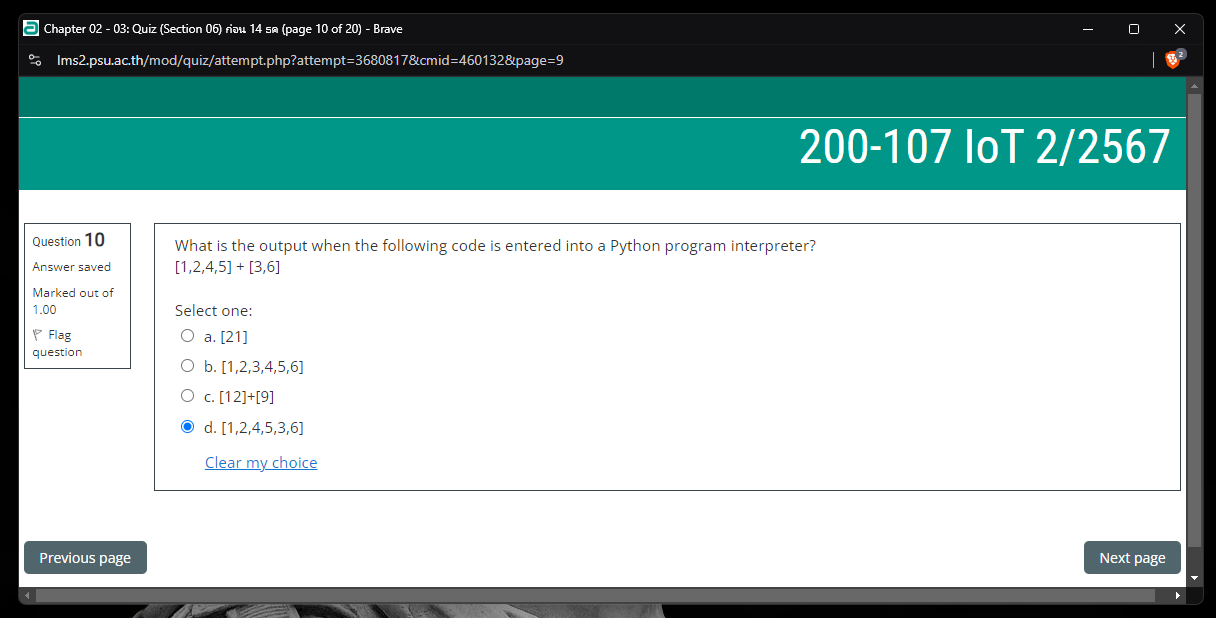 Chapter 02 - 03: Quiz (Section 06) ก่อน 14 ธค (page 10 of 20) - Brave
lms2.psu.ac.th/mod/quiz/attempt.php?attempt=3680817&cmid=460132&page=9
2
200-107 IoT 2/2567
Question 10
Answer saved
Marked out of
1.00
Flag
question
What is the output when the following code is entered into a Python program interpreter?
[1,2,4,5] + [3,6]
Select one:
a. [21]
b. [1,2,3,4,5,6]
c. [12]+[9]
d. [1,2,4,5,3,6]
Clear my choice
Previous page
Next page